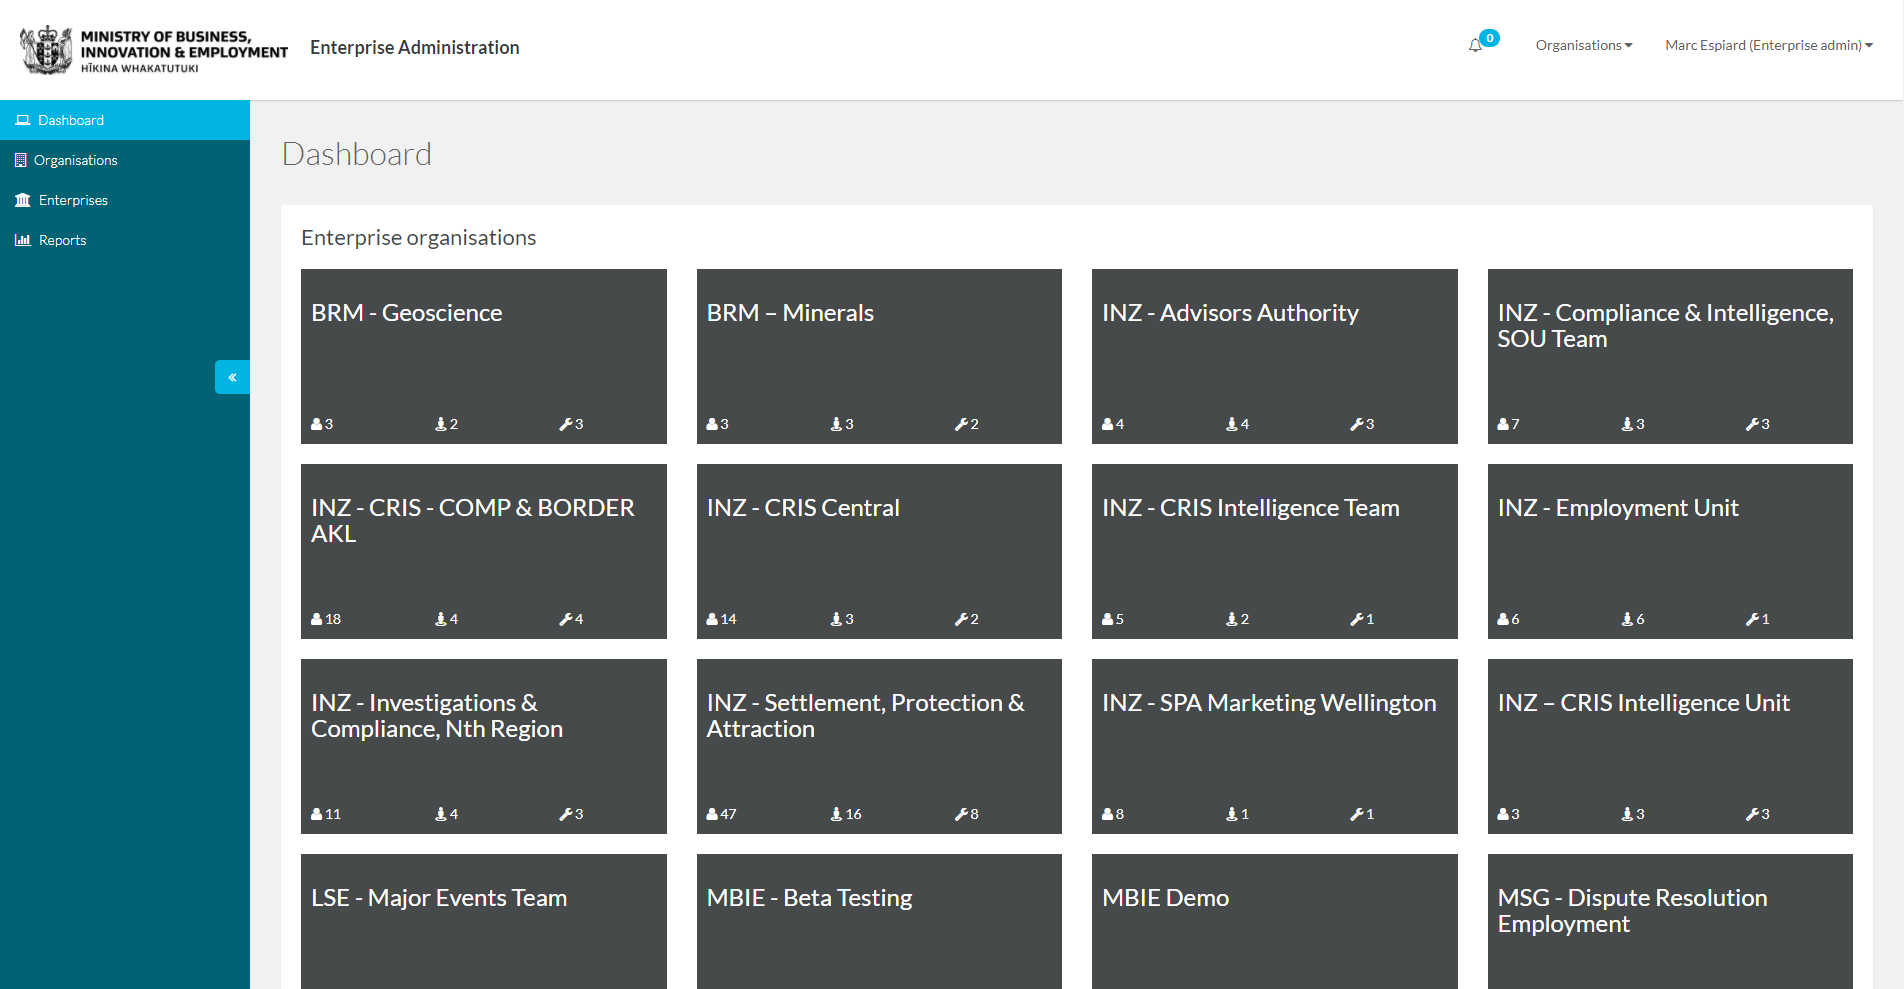 MINISTRY OF BUSINESS,
INNOVATION & EMPLOYMENT
HĪKINA WHAKATUTUKI
Enterprise Administration
0
Organisations
Marc Espiard (Enterprise admin)
Dashboard
Organisations
Enterprises
Reports
Dashboard
Enterprise organisations
BRM - Geoscience
3 2 3
BRM – Minerals
3 3 2
INZ - Advisors Authority
4 4 3
INZ - Compliance & Intelligence,
SOU Team
7 3 3
INZ - CRIS - COMP & BORDER
AKL
18 4 4
INZ - CRIS Central
14 3 2
INZ - CRIS Intelligence Team
5 2 1
INZ - Employment Unit
6 6 1
INZ - Investigations &
Compliance, Nth Region
11 4 3
INZ - Settlement, Protection &
Attraction
47 16 8
INZ - SPA Marketing Wellington
8 1 1
INZ – CRIS Intelligence Unit
3 3 3
LSE - Major Events Team
MBIE - Beta Testing
MBIE Demo
MSG - Dispute Resolution
Employment